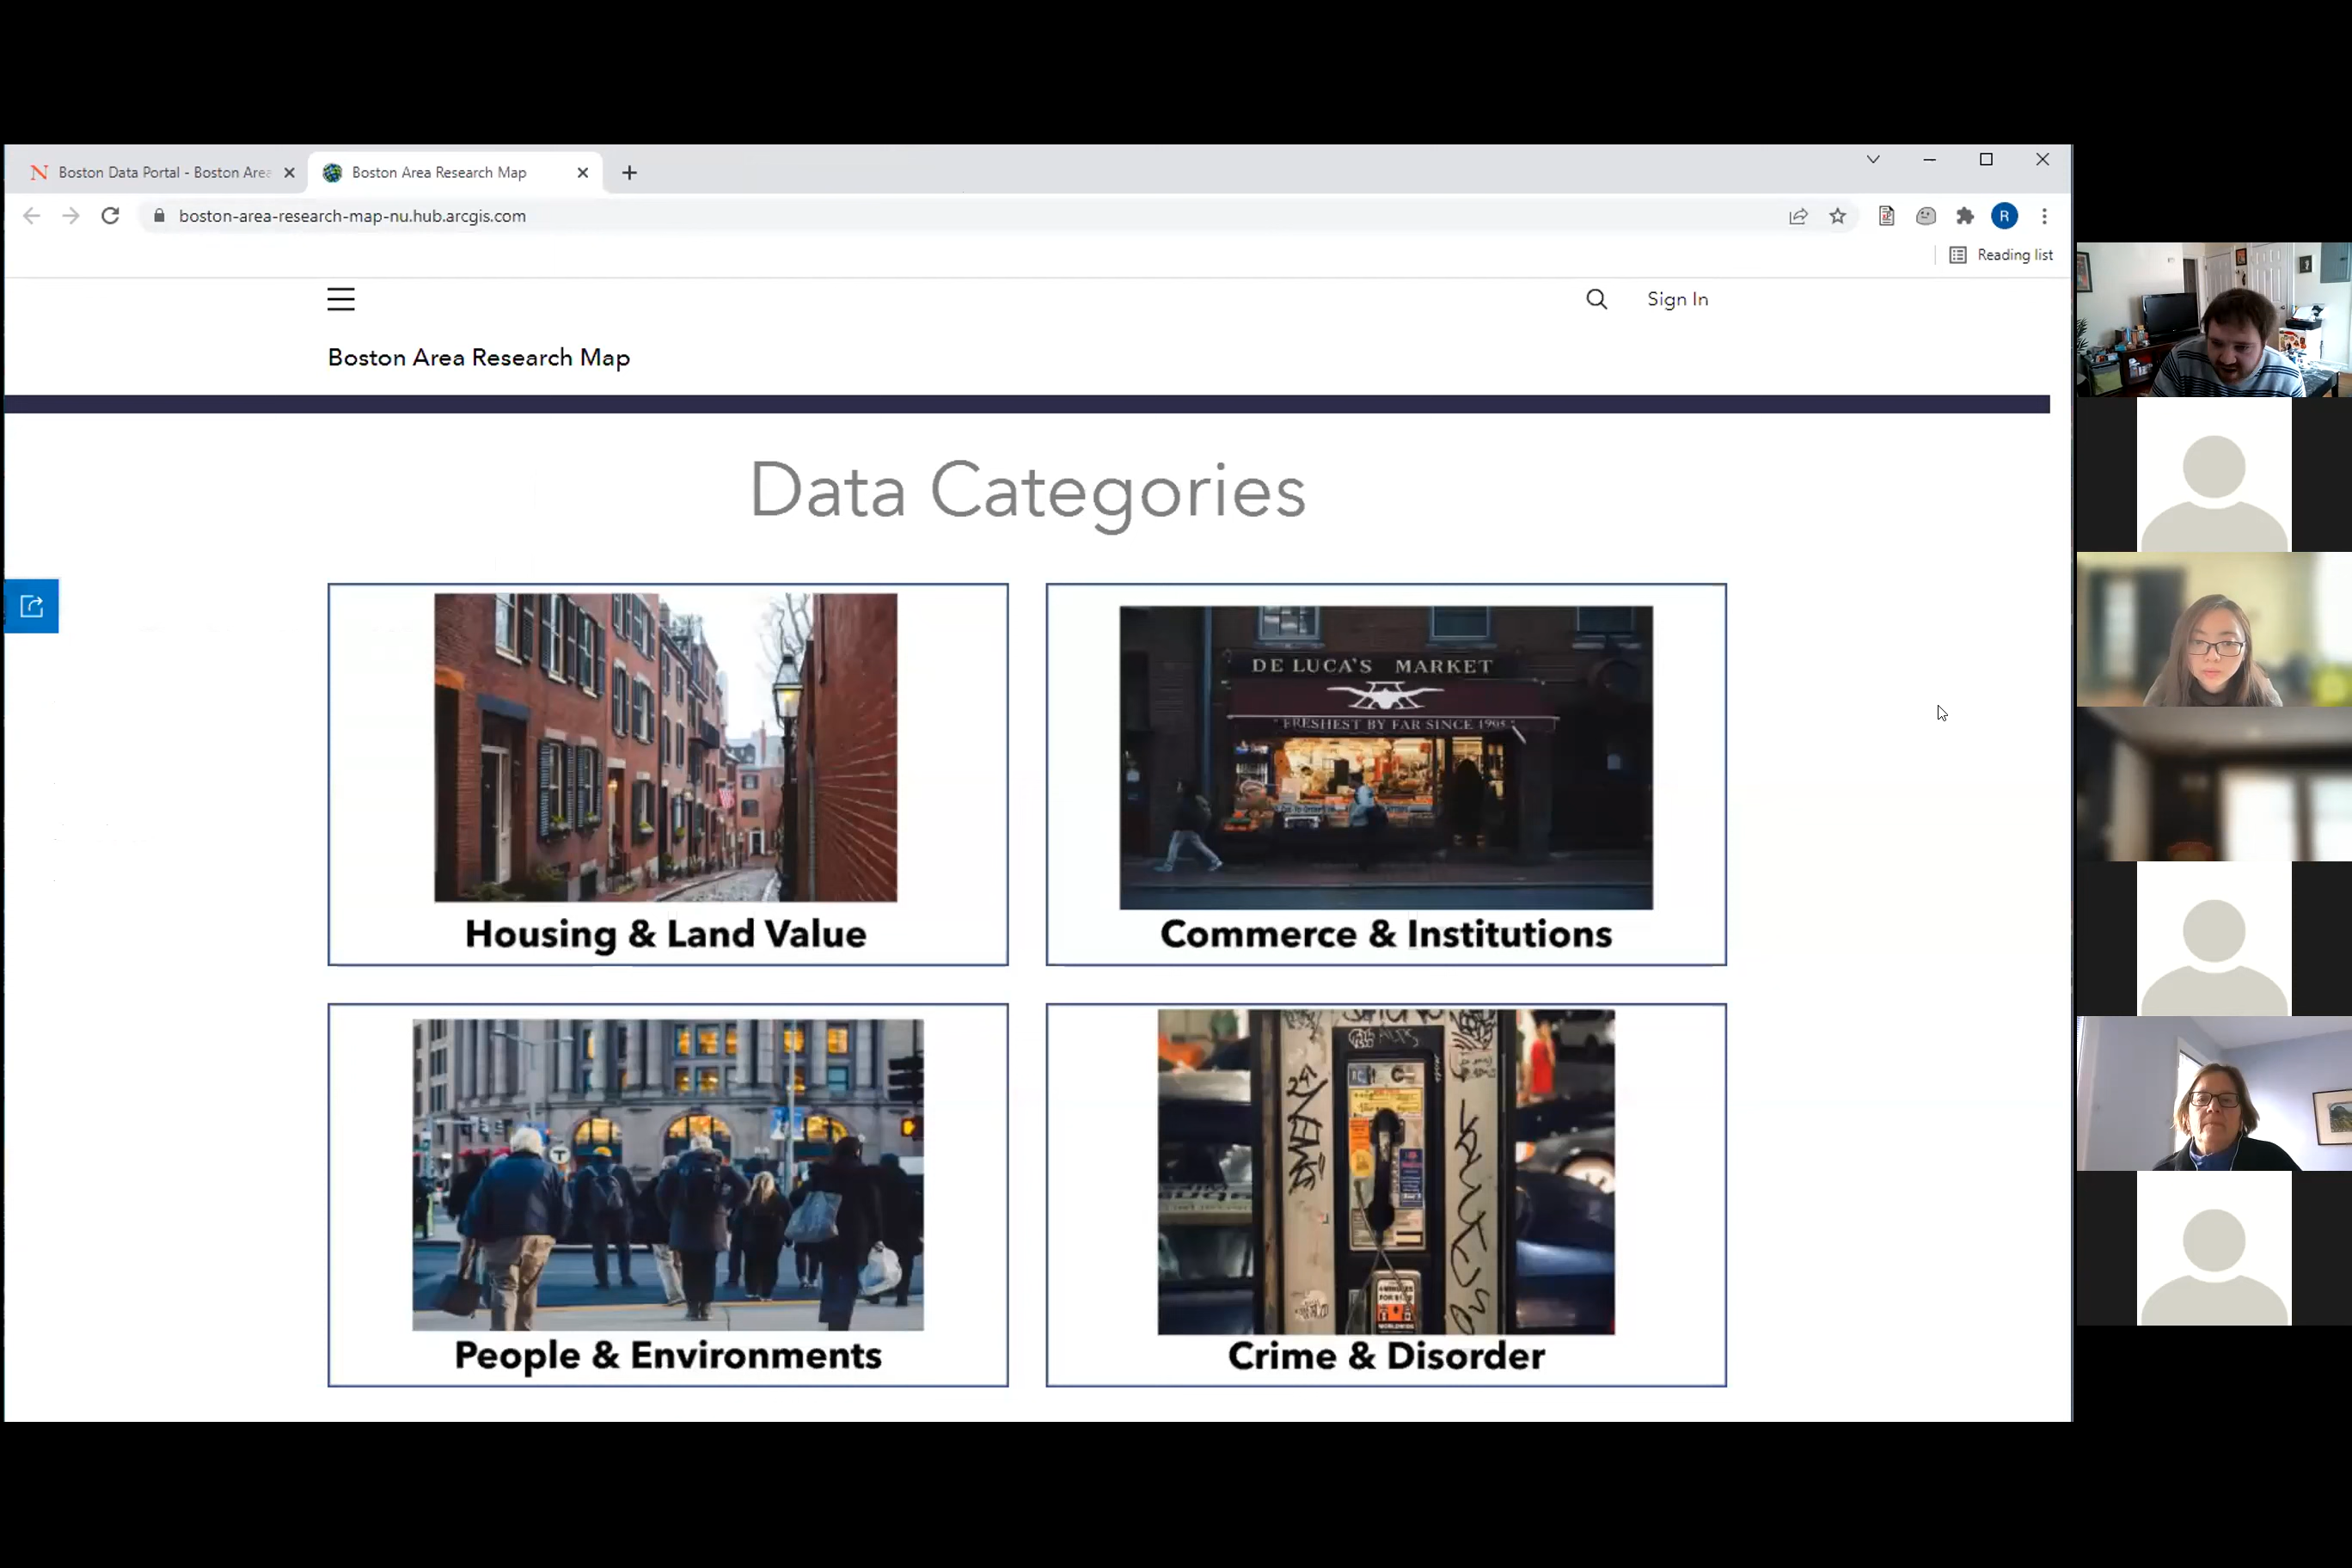 Boston Data Portal - Boston Area
Boston Area Research Map
boston-area-research-map-nu.hub.arcgis.com
R
Reading list
Sign In
Boston Area Research Map
Data Categories
DE LUCA'S MARKET
"FRESHEST BY FAR SINCE 1905"
Housing & Land Value
Commerce & Institutions
T
People & Environments
Crime & Disorder